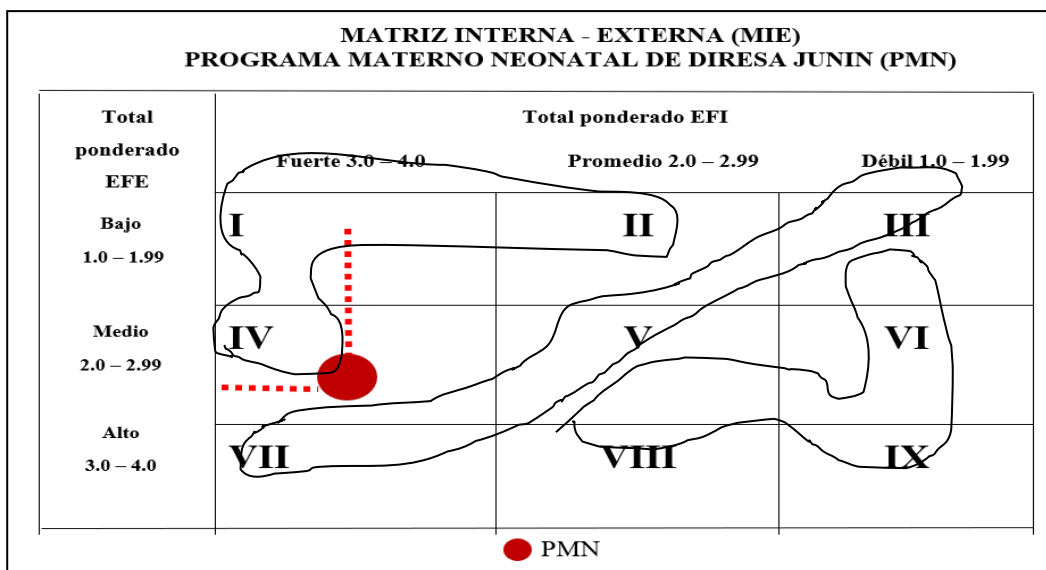 MATRIZ INTERNA - EXTERNA (MIE)
PROGRAMA MATERNO NEONATAL DE DIRESA JUNIN (PMN)
Total ponderado EFE
Total ponderado EFI
Fuerte 3.0 – 4.0
Promedio 2.0 – 2.99
Débil 1.0 – 1.99
Bajo
1.0 – 1.99
I
II
III
Medio
2.0 – 2.99
IV
V
VI
Alto
3.0 – 4.0
VII
VIII
IX
PMN